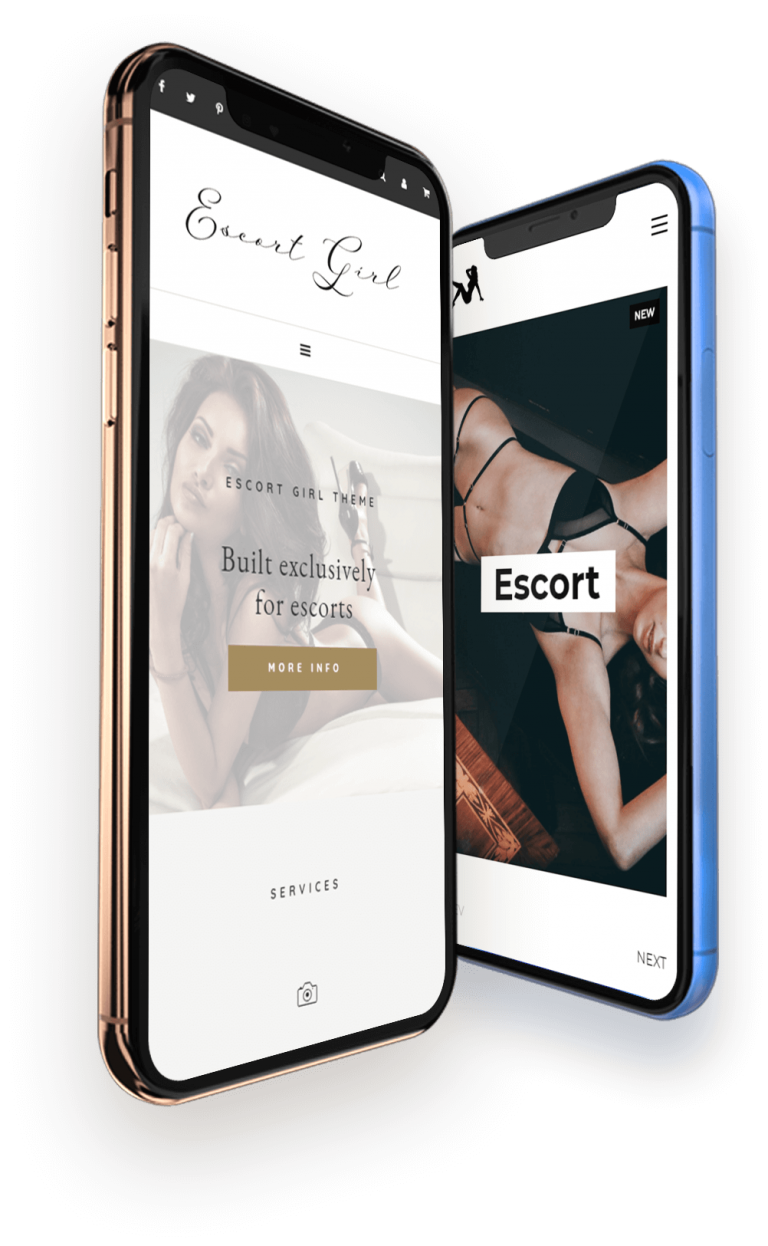 Escort Girl
ESCORT GIRL THEME
Built exclusively
for escorts
MORE INFO
SERVICES
NEW
Escort
NEXT